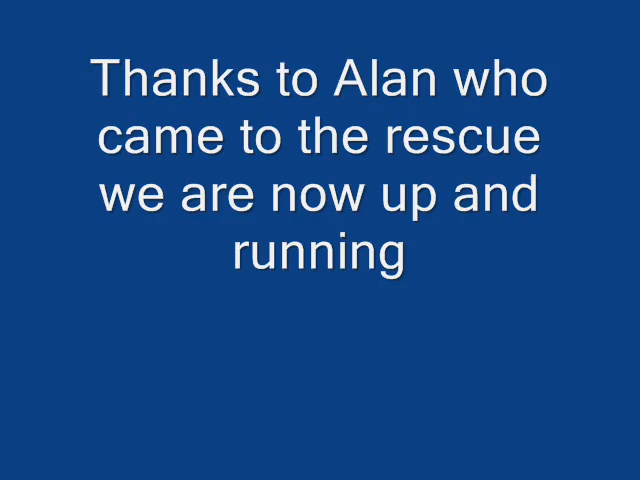 Thanks to Alan who
came to the rescue
we are now up and
running